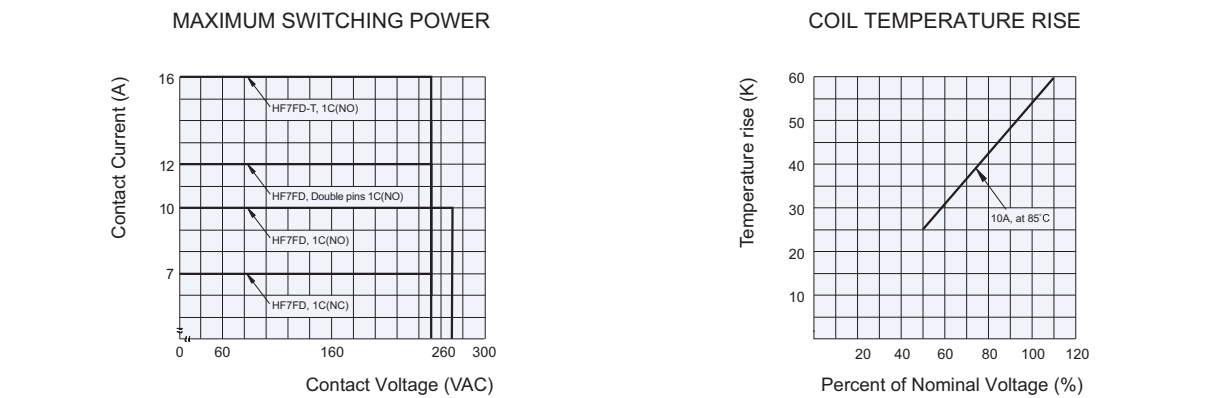 MAXIMUM SWITCHING POWER
Contact Current (A)
16
12
10
7
HF7FD-T, 1C(NO)
HF7FD, Double pins 1C(NO)
HF7FD, 1C(NO)
HF7FD, 1C(NC)
0 60 160 260 300
Contact Voltage (VAC)
COIL TEMPERATURE RISE
Temperature rise (K)
60
50
40
30
20
10
10A, at 85°C
20 40 60 80 100 120
Percent of Nominal Voltage (%)